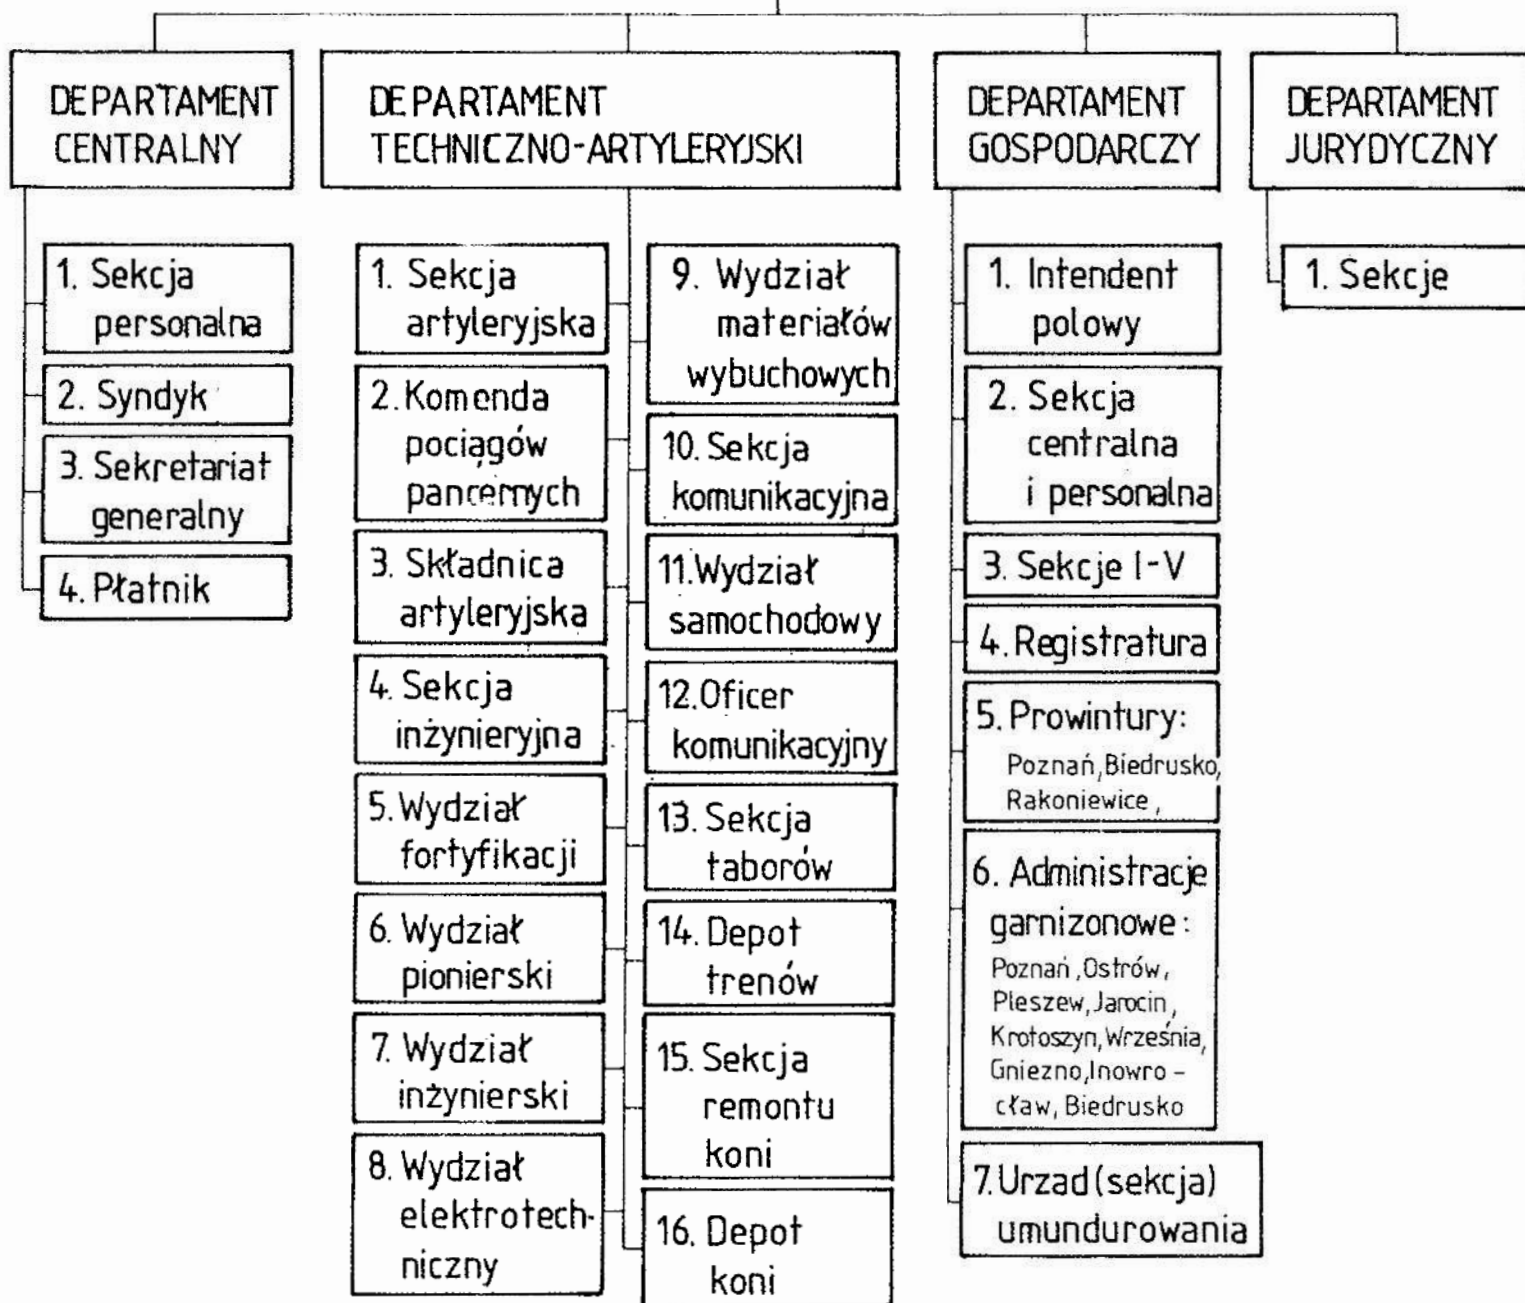 DEPARTAMENT
CENTRALNY
1. Sekcja
personalna
2. Syndyk
3. Sekretariat
generalny
4. Płatnik
DEPARTAMENT
TECHNICZNO-ARTYLERYJSKI
1. Sekcja
artyleryjska
2. Komenda
pociągów
pancernych
3. Składnica
artyleryjska
4. Sekcja
inżynieryjna
5. Wydział
fortyfikacji
6. Wydział
pionierski
7. Wydział
inżynierski
8. Wydział
elektrotech-
niczny
9. Wydział
materiałów
wybuchowych
10. Sekcja
komunikacyjna
11. Wydział
samochodowy
12. Oficer
komunikacyjny
13. Sekcja
taborów
14. Depot
trenów
15. Sekcja
remontu
koni
16. Depot
koni
DEPARTAMENT
GOSPODARCZY
1. Intendent
polowy
2. Sekcja
centralna
i personalna
3. Sekcje I-V
4. Registratura
5. Prowintury:
Poznań, Biedrusko,
Rakoniewice,
6. Administracje
garnizonowe:
Poznań, Ostrów,
Pleszew, Jarocin,
Krotoszyn, Września,
Gniezno, Inowro-
cław, Biedrusko
7. Urzad (sekcja)
umundurowania
DEPARTAMENT
JURYDYCZNY
1. Sekcje